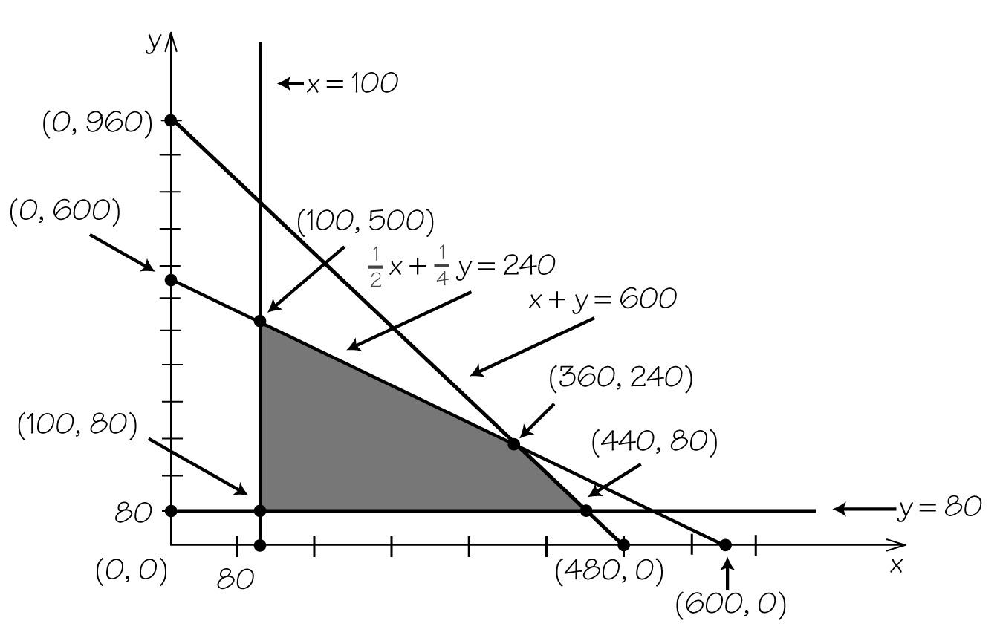 y
x = 100
(0, 960)
(0, 600)
(100, 500)
1/2 x + 1/4 y = 240
x + y = 600
(360, 240)
(100, 80)
(440, 80)
80
y = 80
(0, 0)
80
(480, 0)
x
(600, 0)